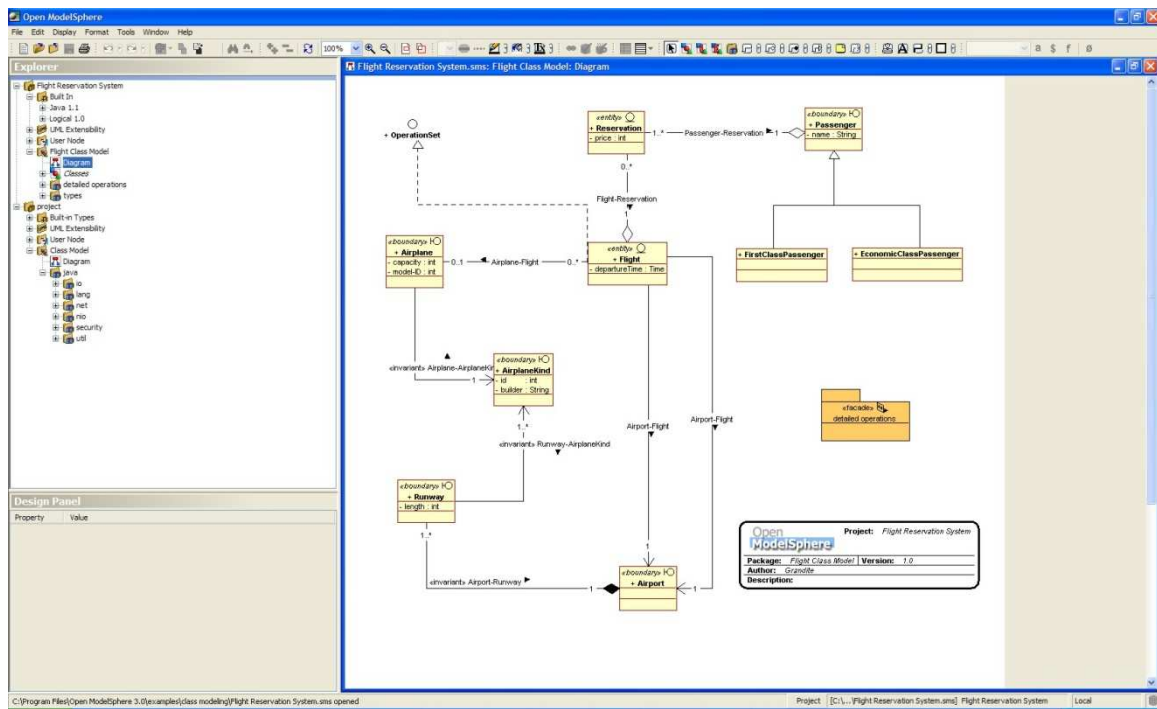 Open ModelSphere
File Edit Display Format Tools Window Help
100%
a $ f ø
Explorer
Flight Reservation System
Built In
Java 1.1
Logical 1.0
UML Extensibility
User Node
Flight Class Model
Diagram
Classes
detailed operations
types
project
Built-in Types
UML Extensibility
User Node
Class Model
Diagram
java
io
lang
net
nio
security
util
Design Panel
Property Value
Flight Reservation System.sms: Flight Class Model: Diagram
+ OperationSet
«entity»
+ Reservation
- price : int
1..* Passenger-Reservation 1
«boundary»
+ Passenger
- name : String
0..*
Flight-Reservation
1
«boundary»
+ Airplane
- capacity : int
- model-ID : int
0..1 Airplane-Flight 0..*
«entity»
+ Flight
- departureTime : Time
+ FirstClassPassenger
+ EconomicClassPassenger
«invariant» Airplane-AirplaneKin
1
«boundary»
+ AirplaneKind
- id : int
- builder : String
1..*
«invariant» Runway-AirplaneKind
Airport-Flight
Airport-Flight
«facade»
detailed operations
«boundary»
+ Runway
- length : int
1..*
«invariant» Airport-Runway
1
1
«boundary»
+ Airport
1
Open
ModelSphere
Project: Flight Reservation System
Package: Flight Class Model Version: 1.0
Author: Grandite
Description:
C:\Program Files\Open ModelSphere 3.0\examples\class modeling\Flight Reservation System.sms opened
Project [C:\...\Flight Reservation System.sms] Flight Reservation System Local